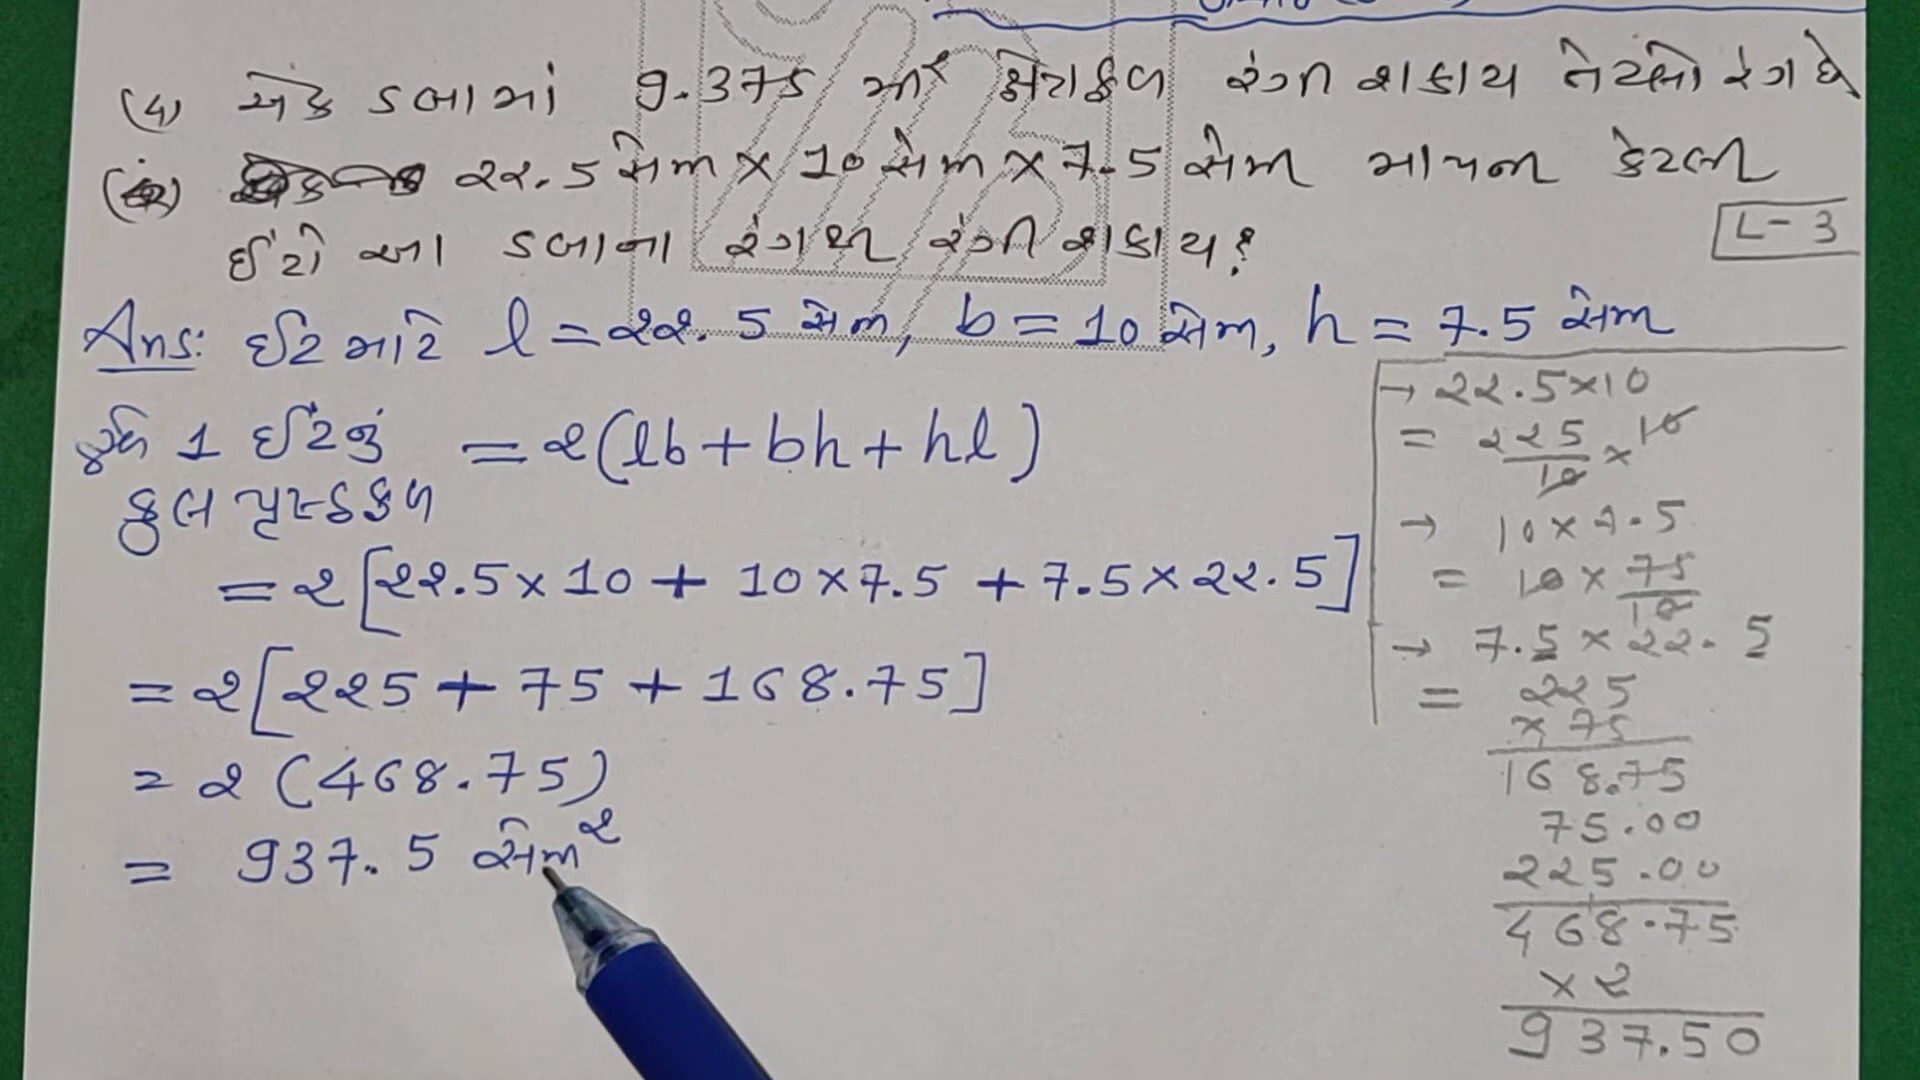 (4) એક ડબામાં 9.375 મી² ક્ષેત્રફળ રંગી શકાય તેટલો રંગ છે
22.5 સેમી × 10 સેમી × 7.5 સેમી માપની કેટલી
ઈંટો આ ડબાના રંગથી રંગી શકાય?
L-3
Ans: ઈંટ માટે l = 22.5 સેમી, b = 10 સેમી, h = 7.5 સેમી
1 ઈંટનું = 2(lb + bh + hl)
કુલ પૃષ્ઠફળ
= 2[22.5 × 10 + 10 × 7.5 + 7.5 × 22.5]
= 2[225 + 75 + 168.75]
= 2 (468.75)
= 937.5 સેમી²
→ 22.5 × 10
= 225/10 × 10
→ 10 × 7.5
= 10 × 75/10
→ 7.5 × 22.5
= 225
× 75
168.75
75.00
225.00
468.75
× 2
937.50